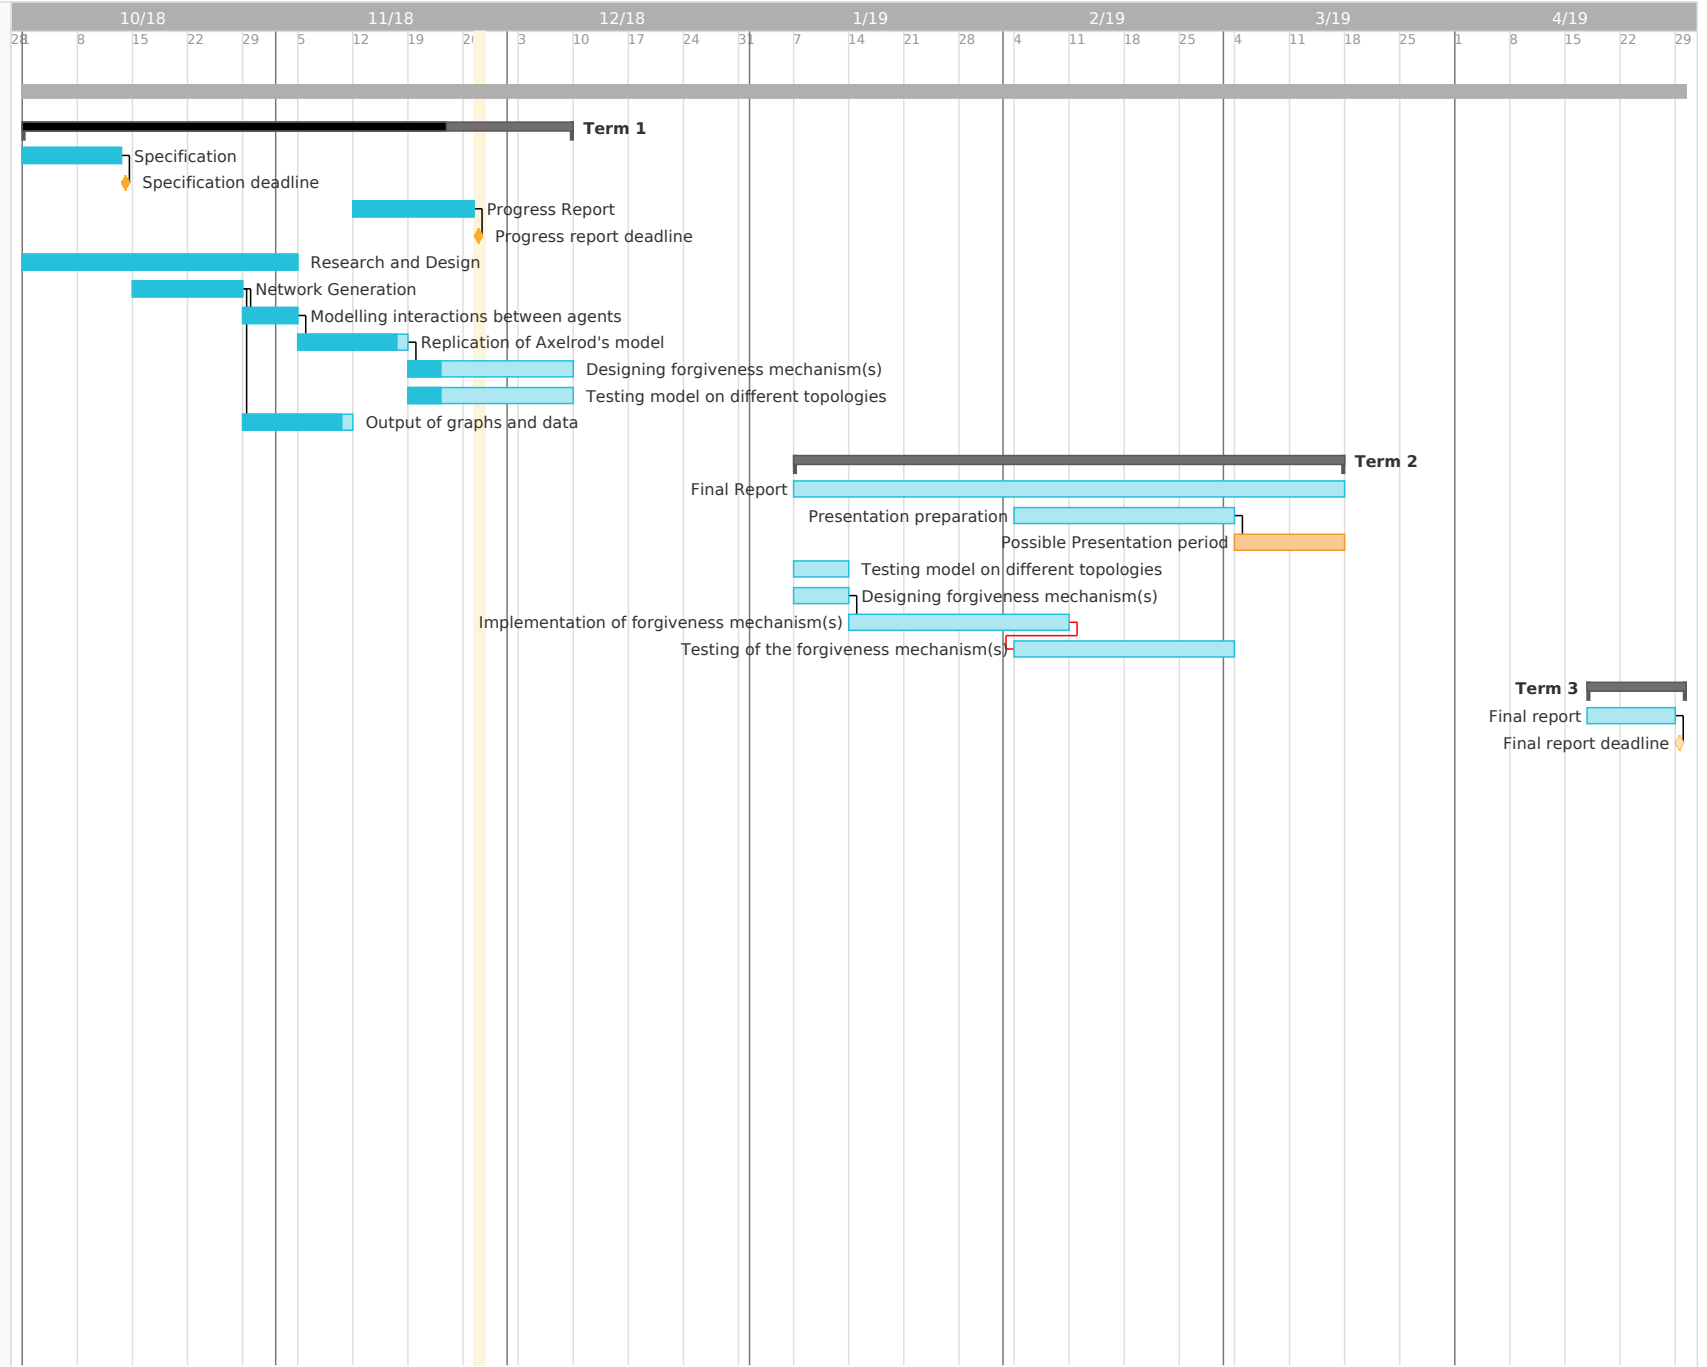 10/18 11/18 12/18 1/19 2/19 3/19 4/19
28 1 8 15 22 29 5 12 19 3 10 17 24 31 7 14 21 28 4 11 18 25 4 11 18 25 1 8 15 22 29
Term 1
Specification
Specification deadline
Progress Report
Progress report deadline
Research and Design
Network Generation
Modelling interactions between agents
Replication of Axelrod's model
Designing forgiveness mechanism(s)
Testing model on different topologies
Output of graphs and data
Term 2
Final Report
Presentation preparation
Possible Presentation period
Testing model on different topologies
Designing forgiveness mechanism(s)
Implementation of forgiveness mechanism(s)
Testing of the forgiveness mechanism(s)
Term 3
Final report
Final report deadline